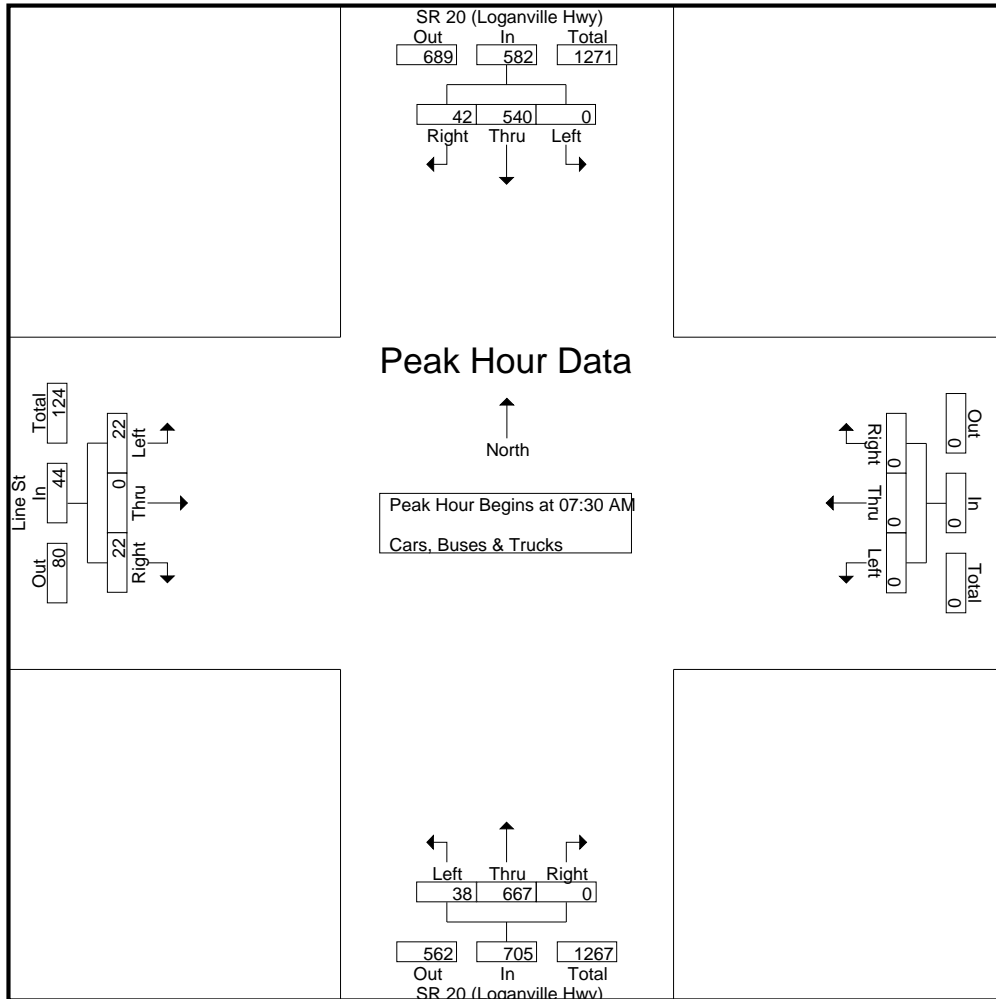 SR 20 (Loganville Hwy)
Out In Total
689 582 1271
42 540 0
Right Thru Left
Peak Hour Data
North
Peak Hour Begins at 07:30 AM
Cars, Buses & Trucks
Line St
Out In Total
80 44 124
Right Thru Left
22 0 22
Out In Total
0 0 0
Right Thru Left
0 0 0
Left Thru Right
38 667 0
562 705 1267
Out In Total
SR 20 (Loganville Hwy)